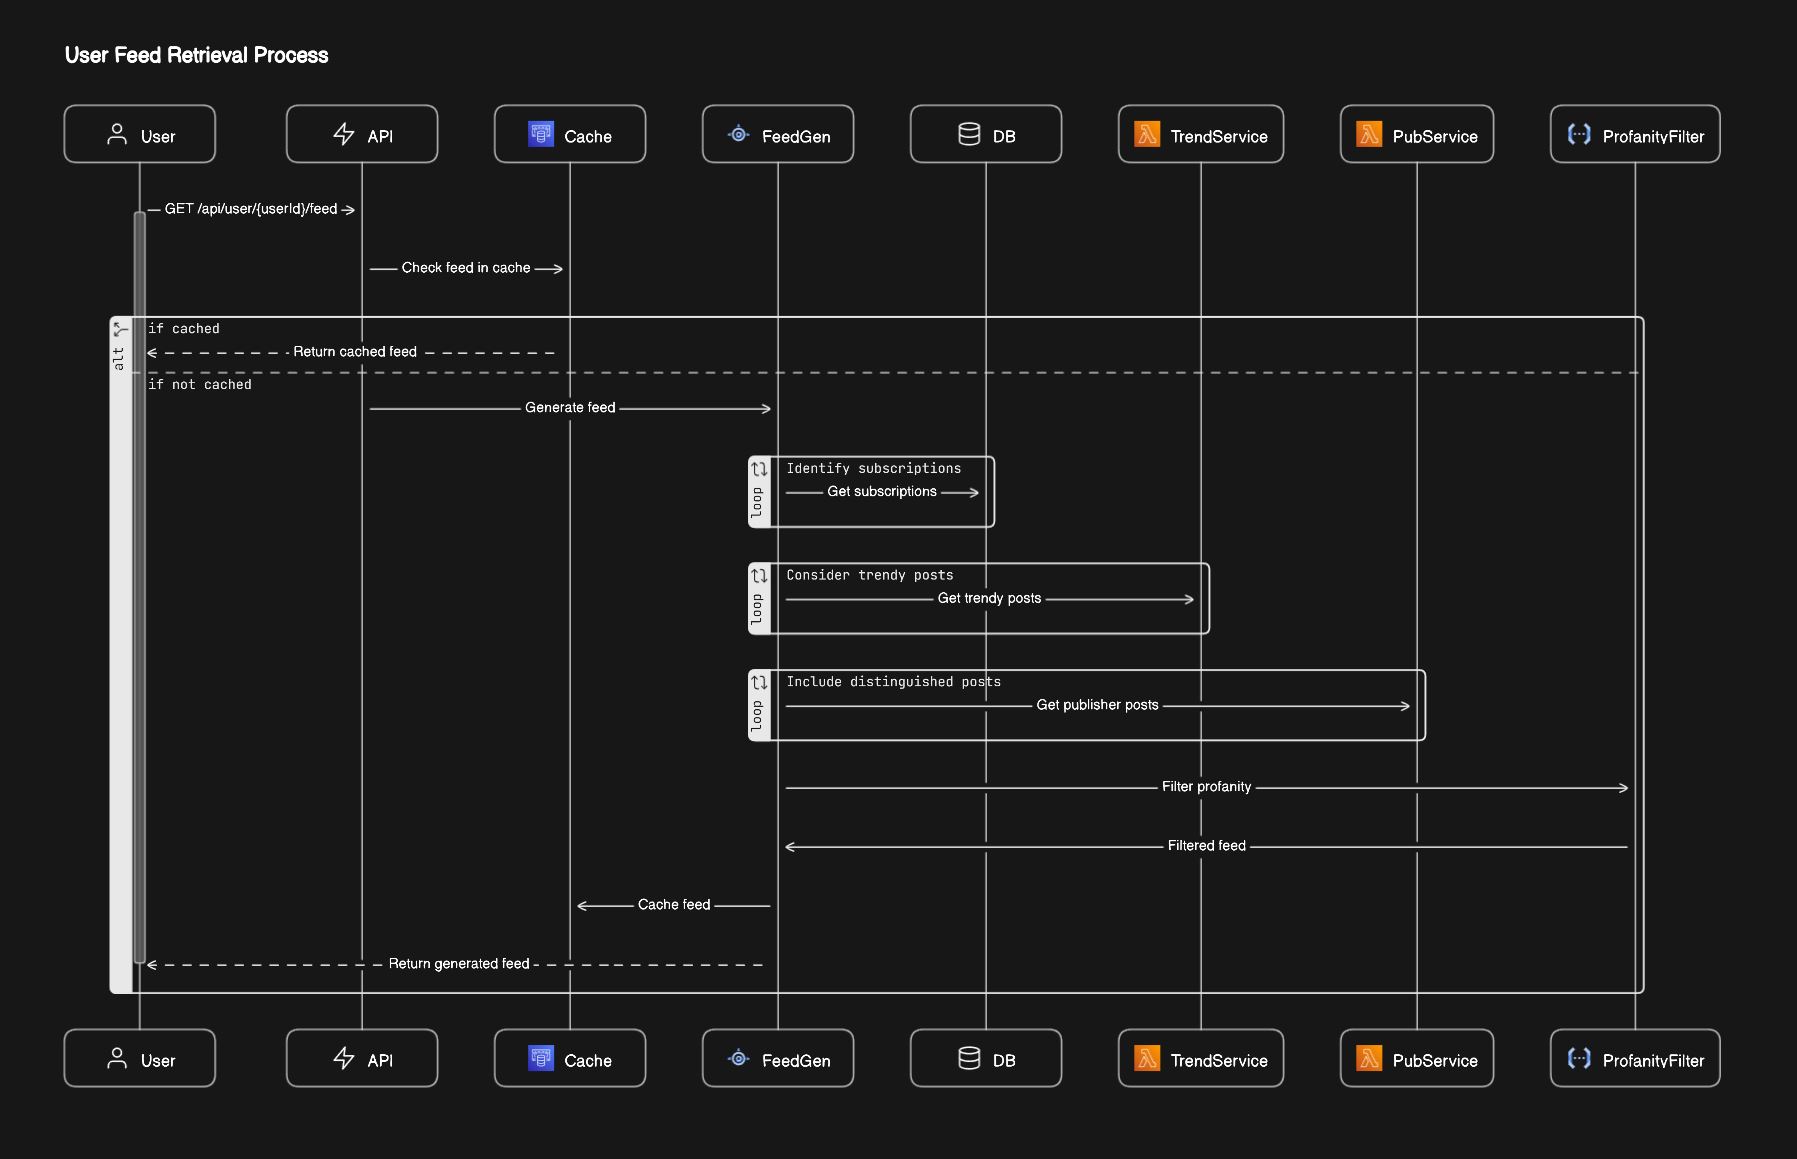 User Feed Retrieval Process
User
API
Cache
FeedGen
DB
TrendService
PubService
ProfanityFilter
GET /api/user/{userId}/feed
Check feed in cache
alt
if cached
Return cached feed
if not cached
Generate feed
loop
Identify subscriptions
Get subscriptions
loop
Consider trendy posts
Get trendy posts
loop
Include distinguished posts
Get publisher posts
Filter profanity
Filtered feed
Cache feed
Return generated feed
User
API
Cache
FeedGen
DB
TrendService
PubService
ProfanityFilter